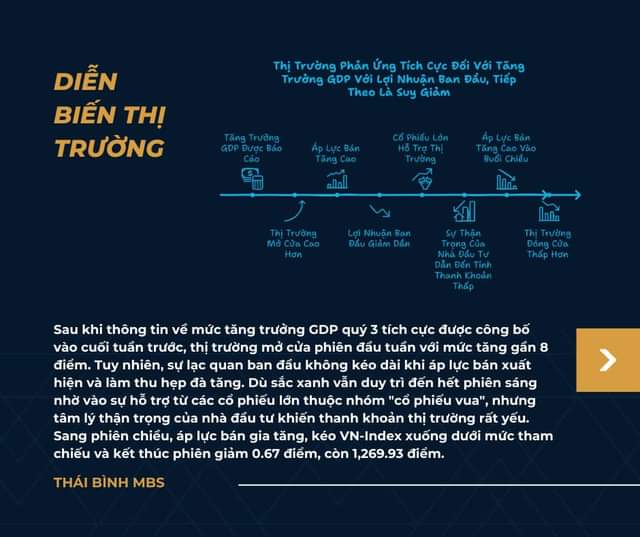 DIỄN
BIẾN THỊ
TRƯỜNG
Thị Trường Phản Ứng Tích Cực Đối Với Tăng
Trưởng GDP Với Lợi Nhuận Ban Đầu, Tiếp
Theo Là Suy Giảm
Tăng Trưởng
GDP Được Báo
Cáo
Áp Lực Bán
Tăng Cao
Cổ Phiếu Lớn
Hỗ Trợ Thị
Trường
Áp Lực Bán
Tăng Cao Vào
Buổi Chiều
Thị Trường
Mở Cửa Cao
Hơn
Lợi Nhuận Ban
Đầu Giảm Dần
Sự Thận
Trọng Của
Nhà Đầu Tư
Dẫn Đến Tính
Thanh Khoản
Thấp
Thị Trường
Đóng Cửa
Thấp Hơn
Sau khi thông tin về mức tăng trưởng GDP quý 3 tích cực được công bố
vào cuối tuần trước, thị trường mở cửa phiên đầu tuần với mức tăng gần 8
điểm. Tuy nhiên, sự lạc quan ban đầu không kéo dài khi áp lực bán xuất
hiện và làm thu hẹp đà tăng. Dù sắc xanh vẫn duy trì đến hết phiên sáng
nhờ vào sự hỗ trợ từ các cổ phiếu lớn thuộc nhóm "cổ phiếu vua", nhưng
tâm lý thận trọng của nhà đầu tư khiến thanh khoản thị trường rất yếu.
Sang phiên chiều, áp lực bán gia tăng, kéo VN-Index xuống dưới mức tham
chiếu và kết thúc phiên giảm 0.67 điểm, còn 1,269.93 điểm.
THÁI BÌNH MBS